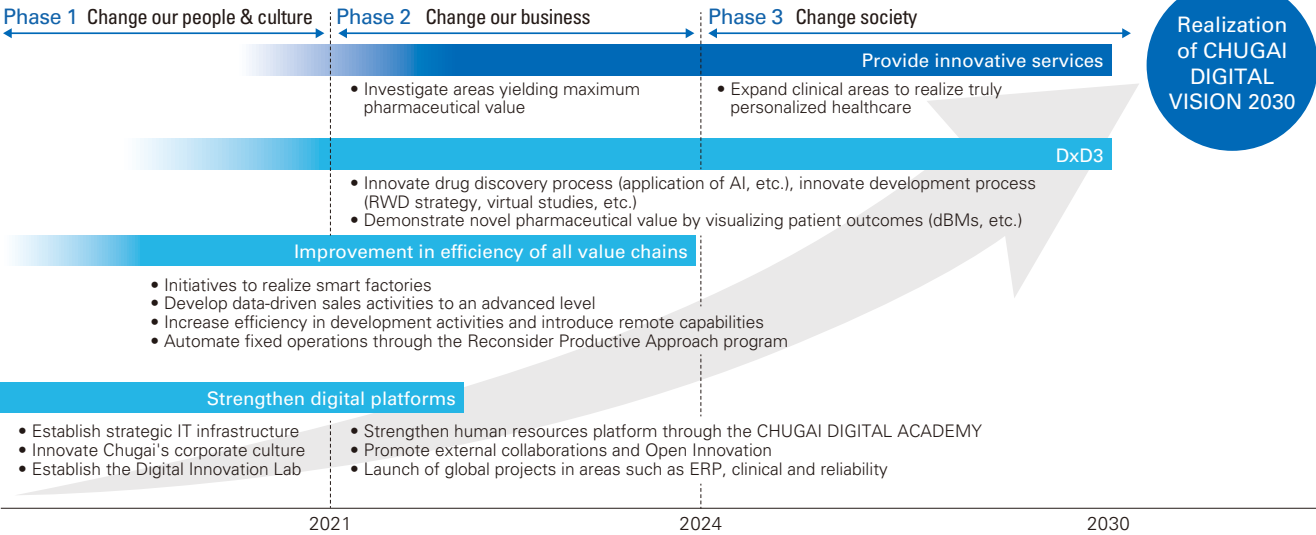 Phase 1 Change our people & culture
Phase 2 Change our business
Phase 3 Change society
Realization
of CHUGAI
DIGITAL
VISION 2030
Provide innovative services
• Investigate areas yielding maximum
pharmaceutical value
• Expand clinical areas to realize truly
personalized healthcare
DxD3
• Innovate drug discovery process (application of AI, etc.), innovate development process
(RWD strategy, virtual studies, etc.)
• Demonstrate novel pharmaceutical value by visualizing patient outcomes (dBMs, etc.)
Improvement in efficiency of all value chains
• Initiatives to realize smart factories
• Develop data-driven sales activities to an advanced level
• Increase efficiency in development activities and introduce remote capabilities
• Automate fixed operations through the Reconsider Productive Approach program
Strengthen digital platforms
• Establish strategic IT infrastructure
• Innovate Chugai's corporate culture
• Establish the Digital Innovation Lab
• Strengthen human resources platform through the CHUGAI DIGITAL ACADEMY
• Promote external collaborations and Open Innovation
• Launch of global projects in areas such as ERP, clinical and reliability
2021
2024
2030